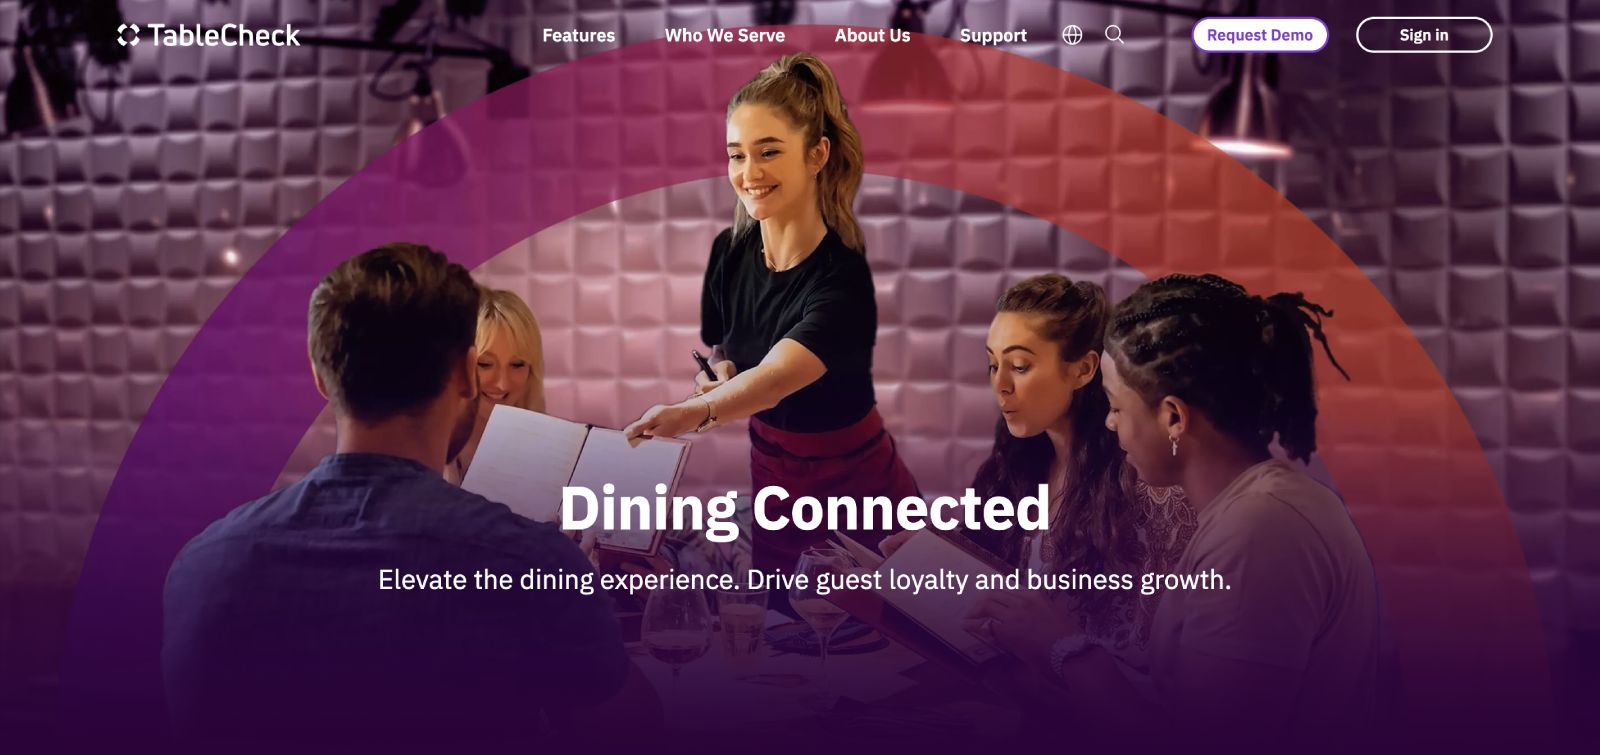 TableCheck
Features
Who We Serve
About Us
Support
Request Demo
Sign in
Dining Connected
Elevate the dining experience. Drive guest loyalty and business growth.